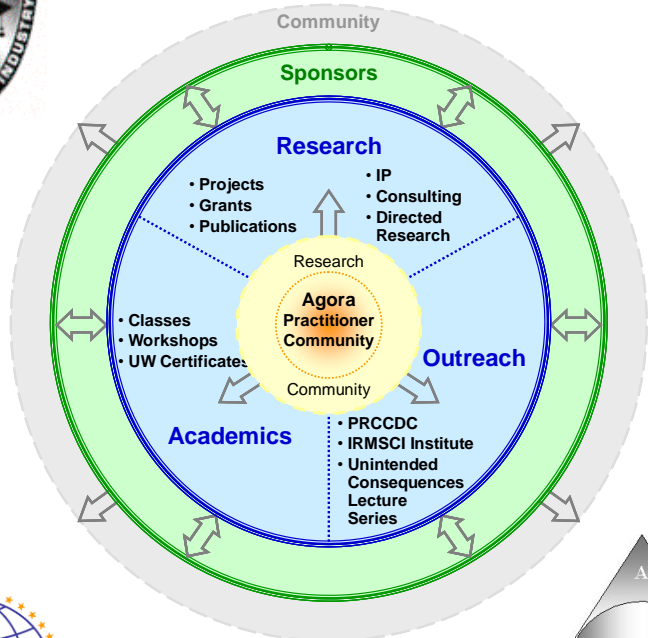 INDUSTRY
Community
Sponsors
Research
• Projects
• Grants
• Publications
• IP
• Consulting
• Directed
Research
Research
Agora
Practitioner
Community
Community
• Classes
• Workshops
• UW Certificates
Outreach
Academics
• PRCCDC
• IRMSCI Institute
• Unintended
Consequences
Lecture
Series
A